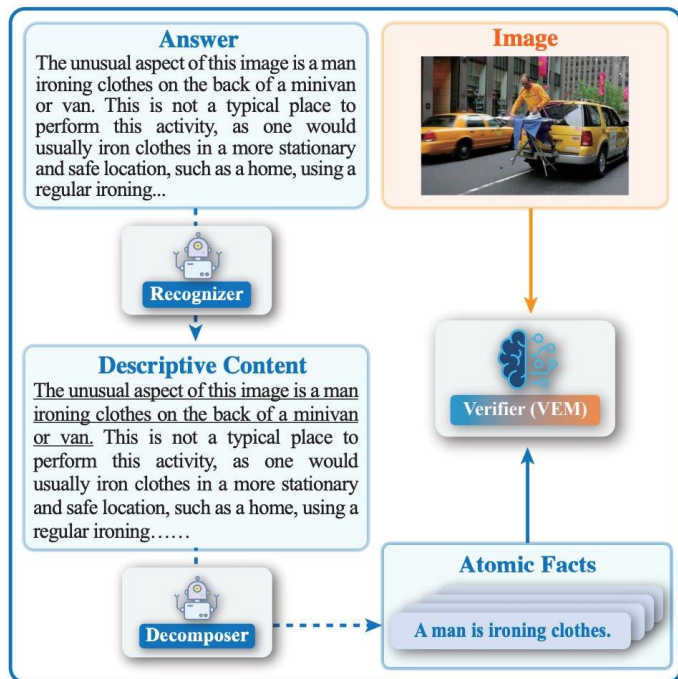 Answer
The unusual aspect of this image is a man
ironing clothes on the back of a minivan
or van. This is not a typical place to
perform this activity, as one would
usually iron clothes in a more stationary
and safe location, such as a home, using a
regular ironing...
Image
Recognizer
Descriptive Content
The unusual aspect of this image is a man
ironing clothes on the back of a minivan
or van. This is not a typical place to
perform this activity, as one would
usually iron clothes in a more stationary
and safe location, such as a home, using a
regular ironing……
Verifier (VEM)
Decomposer
Atomic Facts
A man is ironing clothes.